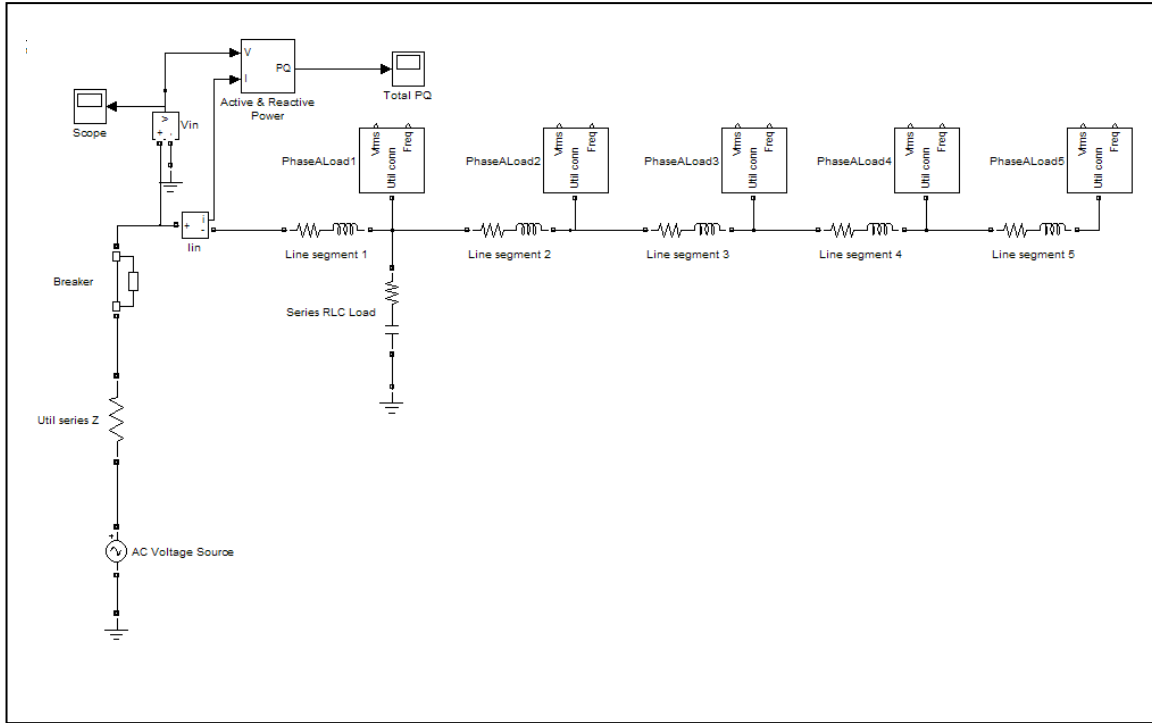 V
PQ
I
Active & Reactive
Power
Total PQ
Scope
v
+ -
Vin
PhaseALoad1
Vrms
Util conn
Freq
PhaseALoad2
Vrms
Util conn
Freq
PhaseALoad3
Vrms
Util conn
Freq
PhaseALoad4
Vrms
Util conn
Freq
PhaseALoad5
Vrms
Util conn
Freq
+ i
-
Iin
Line segment 1
Line segment 2
Line segment 3
Line segment 4
Line segment 5
Breaker
Series RLC Load
Util series Z
+
AC Voltage Source